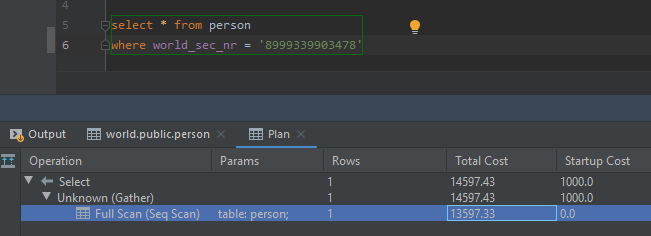 4
5 select * from person
6 where world_sec_nr = '8999339903478'
Output world.public.person Plan
Operation Params Rows Total Cost Startup Cost
Select 1 14597.43 1000.0
Unknown (Gather) 1 14597.43 1000.0
Full Scan (Seq Scan) table: person; 1 13597.33 0.0